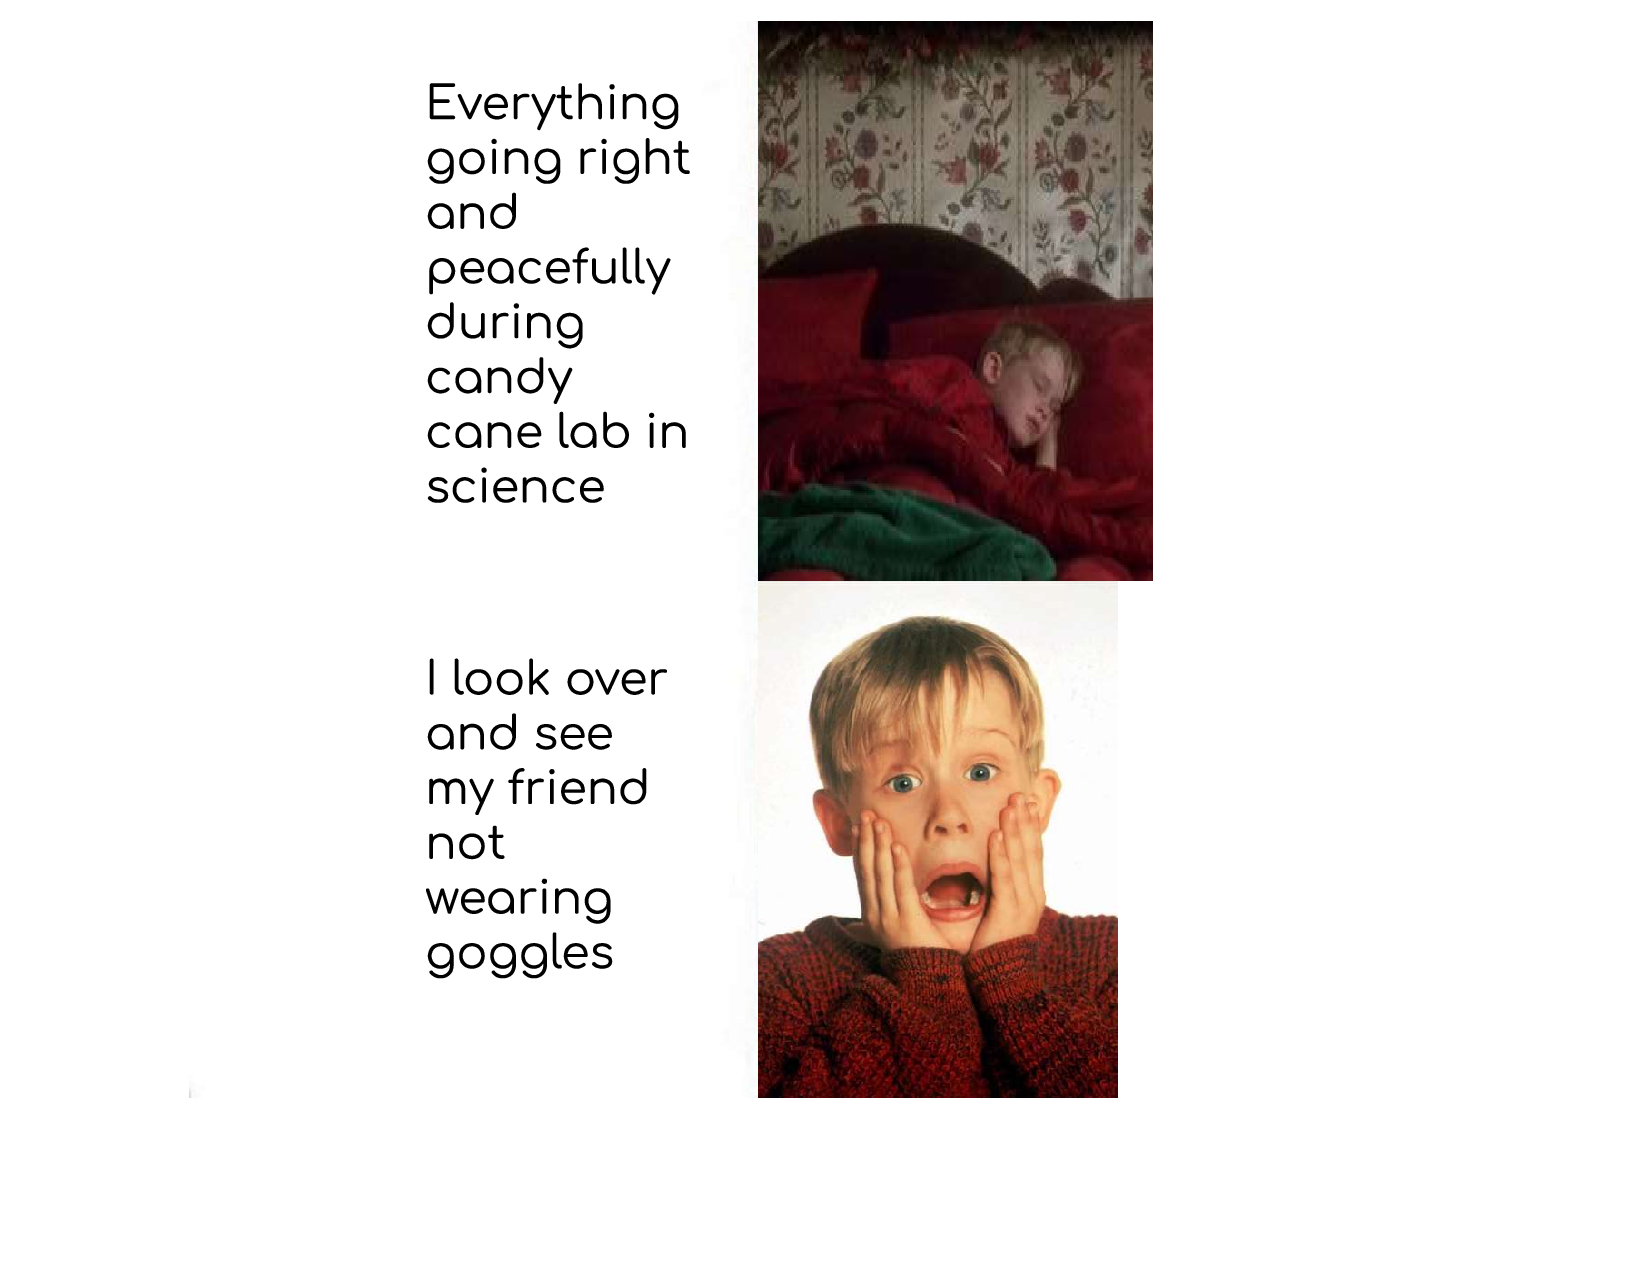 Everything
going right
and
peacefully
during
candy
cane lab in
science
I look over
and see
my friend
not
wearing
goggles